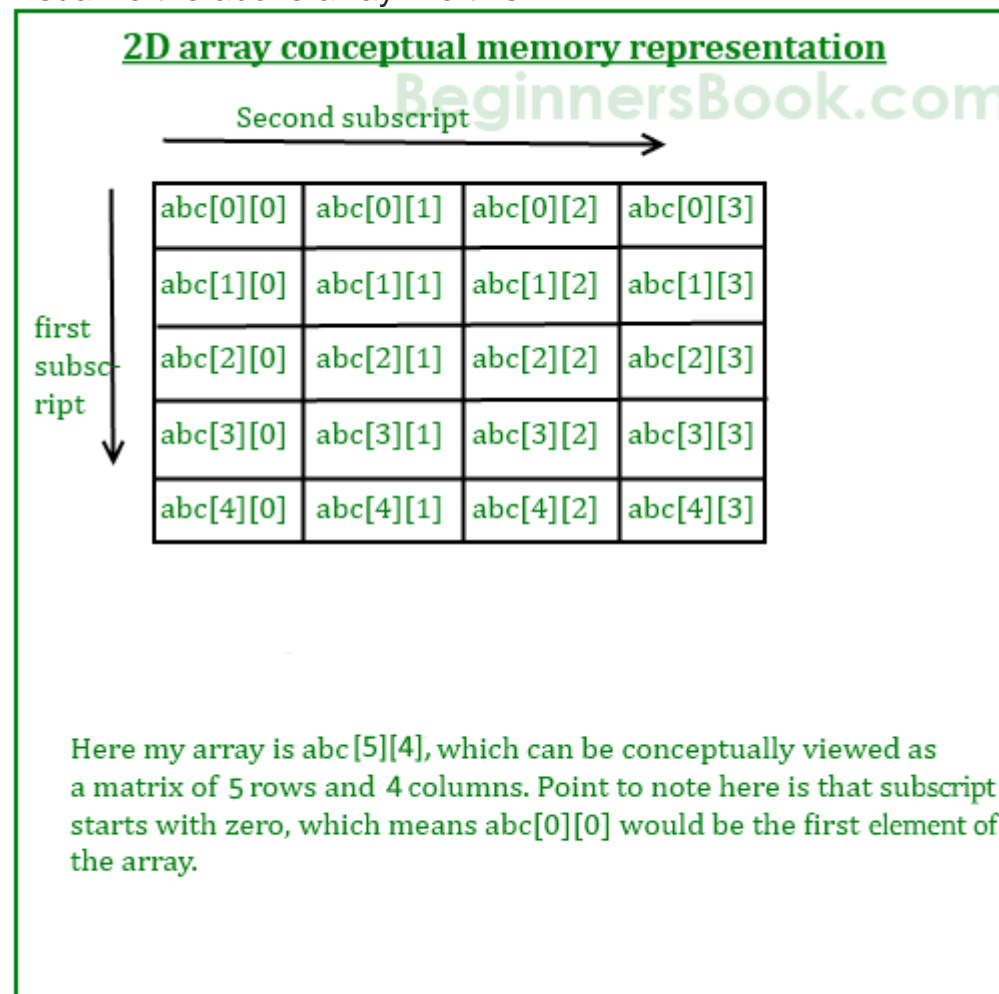 2D array conceptual memory representation
BeginnersBook.com
Second subscript
abc[0][0] abc[0][1] abc[0][2] abc[0][3]
abc[1][0] abc[1][1] abc[1][2] abc[1][3]
first
subsc-
ript
abc[2][0] abc[2][1] abc[2][2] abc[2][3]
abc[3][0] abc[3][1] abc[3][2] abc[3][3]
abc[4][0] abc[4][1] abc[4][2] abc[4][3]
Here my array is abc[5][4], which can be conceptually viewed as
a matrix of 5 rows and 4 columns. Point to note here is that subscript
starts with zero, which means abc[0][0] would be the first element of
the array.